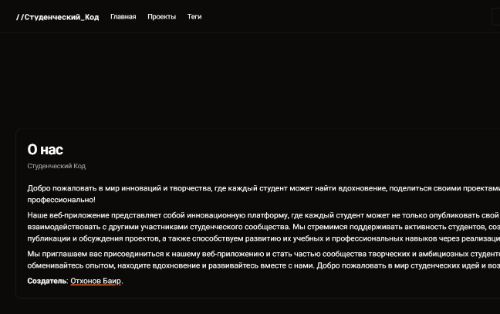 //Студенческий_Код Главная Проекты Теги
О нас
Студенческий Код
Добро пожаловать в мир инноваций и творчества, где каждый студент может найти вдохновение, поделиться своими проектами
профессионально!
Наше веб-приложение представляет собой инновационную платформу, где каждый студент может не только опубликовать свой
взаимодействовать с другими участниками студенческого сообщества. Мы стремимся поддерживать активность студентов, соз
публикации и обсуждения проектов, а также способствуем развитию их учебных и профессиональных навыков через реализаци
Мы приглашаем вас присоединиться к нашему веб-приложению и стать частью сообщества творческих и амбициозных студенто
обменивайтесь опытом, находите вдохновение и развивайтесь вместе с нами. Добро пожаловать в мир студенческих идей и воз
Создатель: Отхонов Баир.